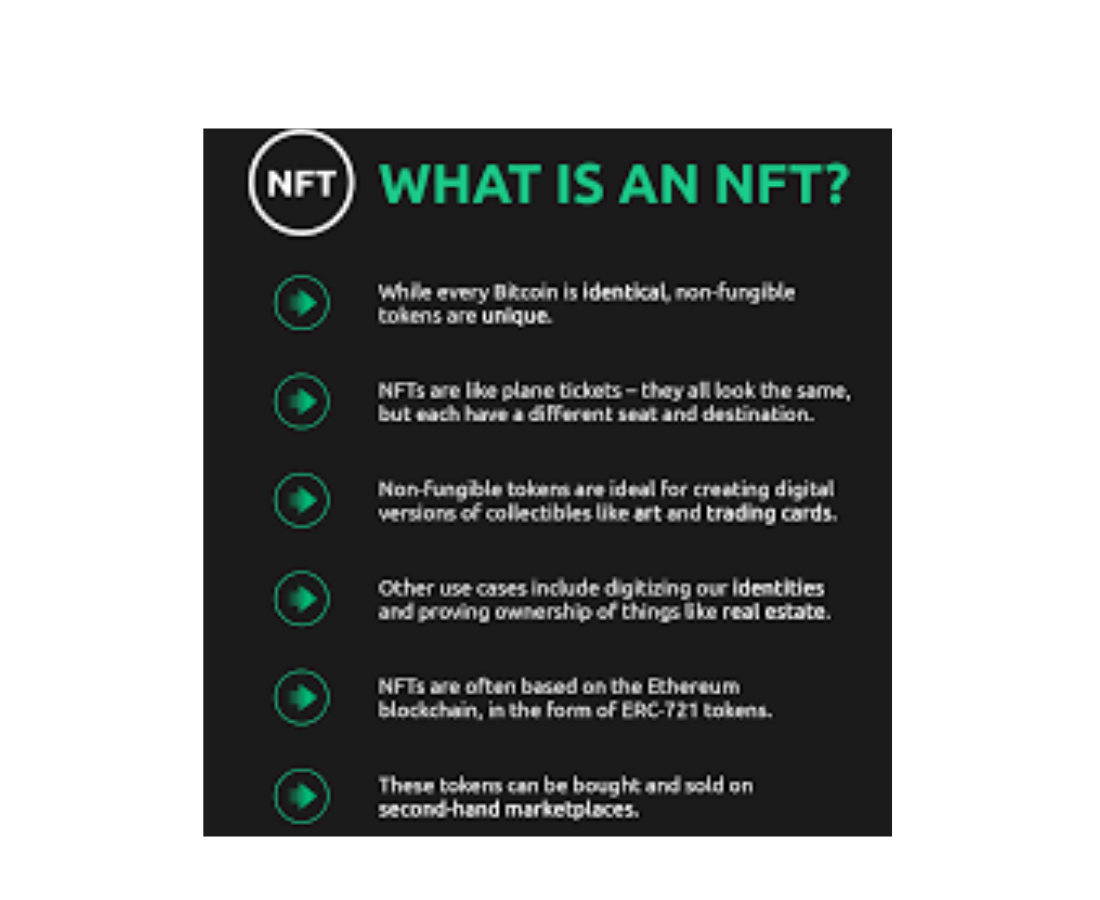 NFT
WHAT IS AN NFT?
While every Bitcoin is identical, non-fungible
tokens are unique.
NFTs are like plane tickets – they all look the same,
but each have a different seat and destination.
Non-fungible tokens are ideal for creating digital
versions of collectibles like art and trading cards.
Other use cases include digitizing our identities
and proving ownership of things like real estate.
NFTs are often based on the Ethereum
blockchain, in the form of ERC-721 tokens.
These tokens can be bought and sold on
second-hand marketplaces.